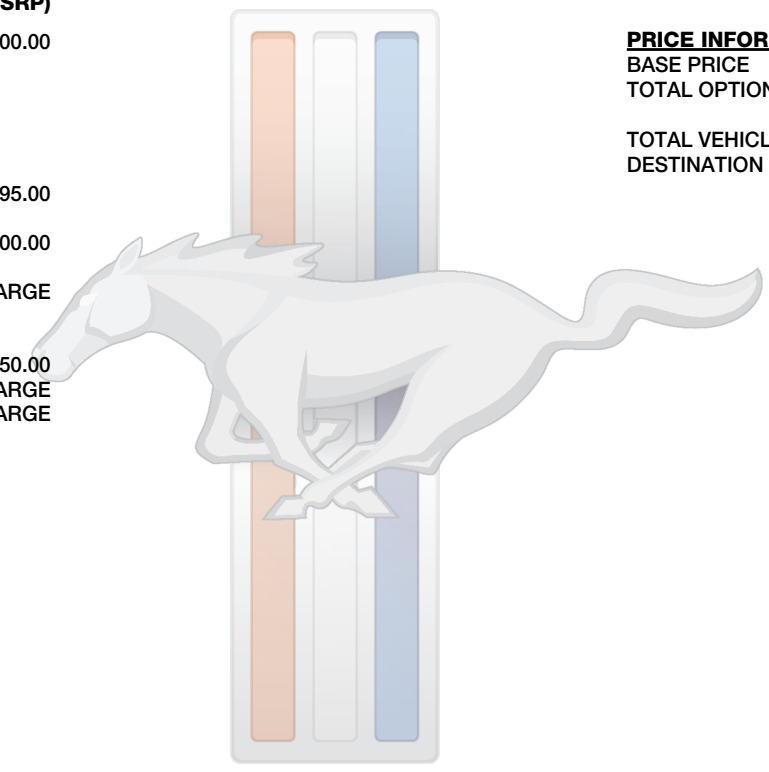 SRP)
00.00
95.00
00.00
ARGE
50.00
ARGE
ARGE
PRICE INFOR
BASE PRICE
TOTAL OPTION
TOTAL VEHICL
DESTINATION